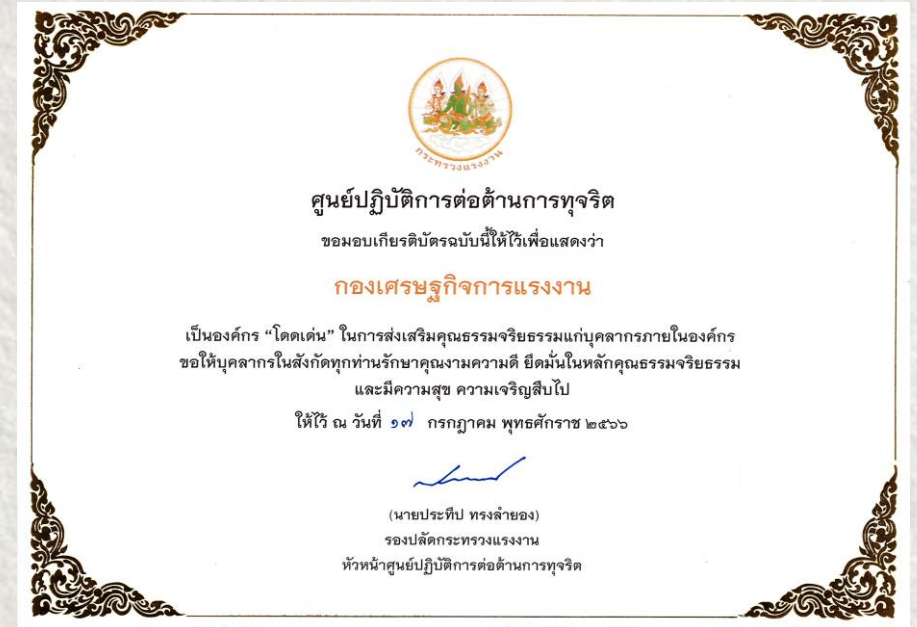 กระทรวงแรงงาน
ศูนย์ปฏิบัติการต่อต้านการทุจริต
ขอมอบเกียรติบัตรฉบับนี้ให้ไว้เพื่อแสดงว่า
กองเศรษฐกิจการแรงงาน
เป็นองค์กร “โดดเด่น” ในการส่งเสริมคุณธรรมจริยธรรมแก่บุคลากรภายในองค์กร
ขอให้บุคลากรในสังกัดทุกท่านรักษาคุณงามความดี ยึดมั่นในหลักคุณธรรมจริยธรรม
และมีความสุข ความเจริญสืบไป
ให้ไว้ ณ วันที่ ๑๗ กรกฎาคม พุทธศักราช ๒๕๖๖
(นายประทีป ทรงลำยอง)
รองปลัดกระทรวงแรงงาน
หัวหน้าศูนย์ปฏิบัติการต่อต้านการทุจริต